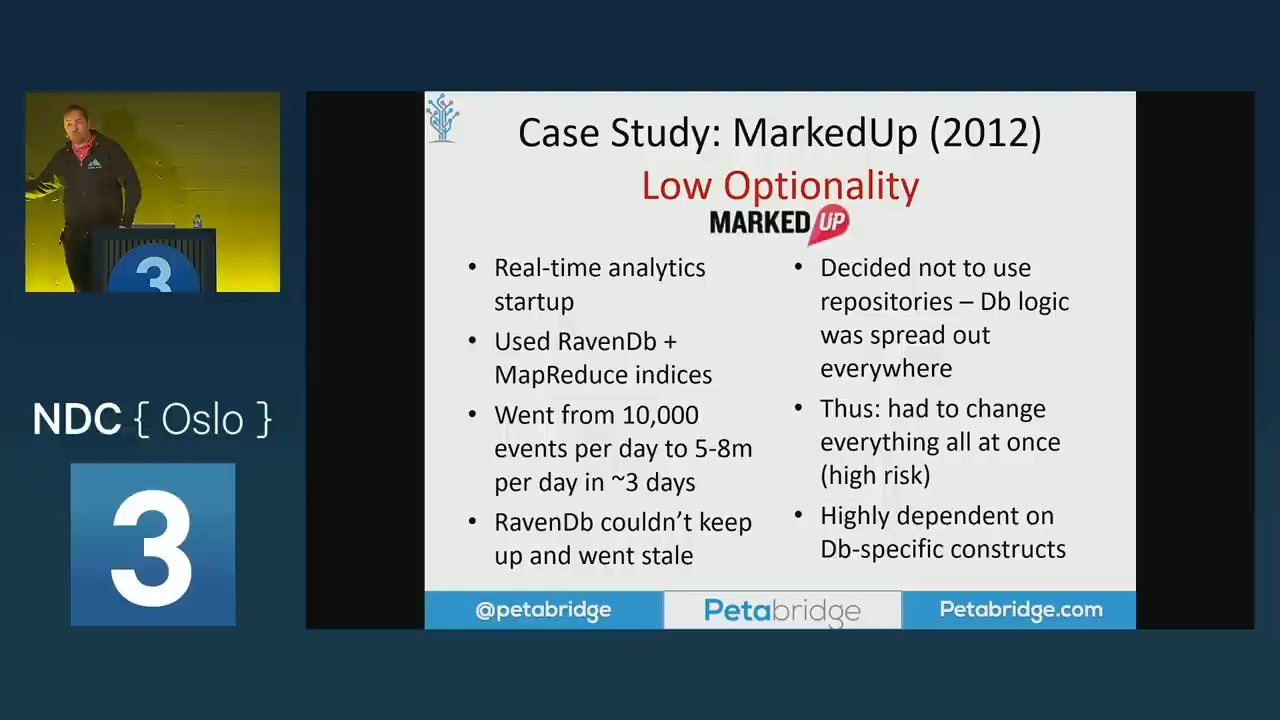 Case Study: MarkedUp (2012)
Low Optionality
MARKED UP
• Real-time analytics
startup
• Used RavenDb +
MapReduce indices
• Went from 10,000
events per day to 5-8m
per day in ~3 days
• RavenDb couldn’t keep
up and went stale
• Decided not to use
repositories – Db logic
was spread out
everywhere
• Thus: had to change
everything all at once
(high risk)
• Highly dependent on
Db-specific constructs
@petabridge
Petabridge
Petabridge.com
3
NDC { Oslo }
3